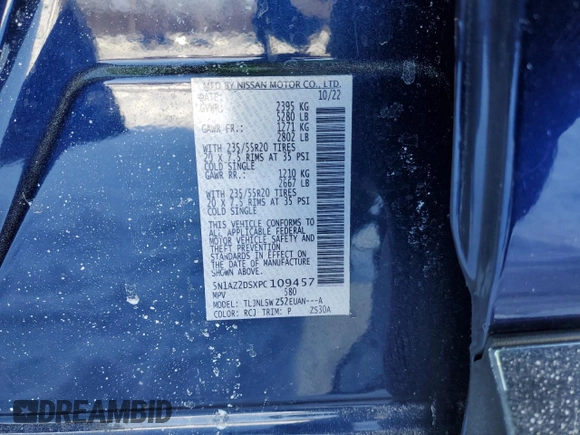 MFD BY NISSAN MOTOR CO., LTD.
DATE: 10/22
GVWR: 2395 KG
5280 LB
GAWR FR.: 1271 KG
2802 LB
WITH 235/55R20 TIRES
20 X 7.5 RIMS AT 35 PSI
COLD SINGLE
GAWR RR.: 1210 KG
2667 LB
WITH 235/55R20 TIRES
20 X 7.5 RIMS AT 35 PSI
COLD SINGLE
THIS VEHICLE CONFORMS TO
ALL APPLICABLE FEDERAL
MOTOR VEHICLE SAFETY AND
THEFT PREVENTION
STANDARDS IN EFFECT ON
THE DATE OF MANUFACTURE
SHOWN ABOVE.
5N1AZ2DSXPC109457
MPV 580
MODEL: TLJNLSWZ52EUAN---A
COLOR: RCJ TRIM: P ZS30A
DREAMBID